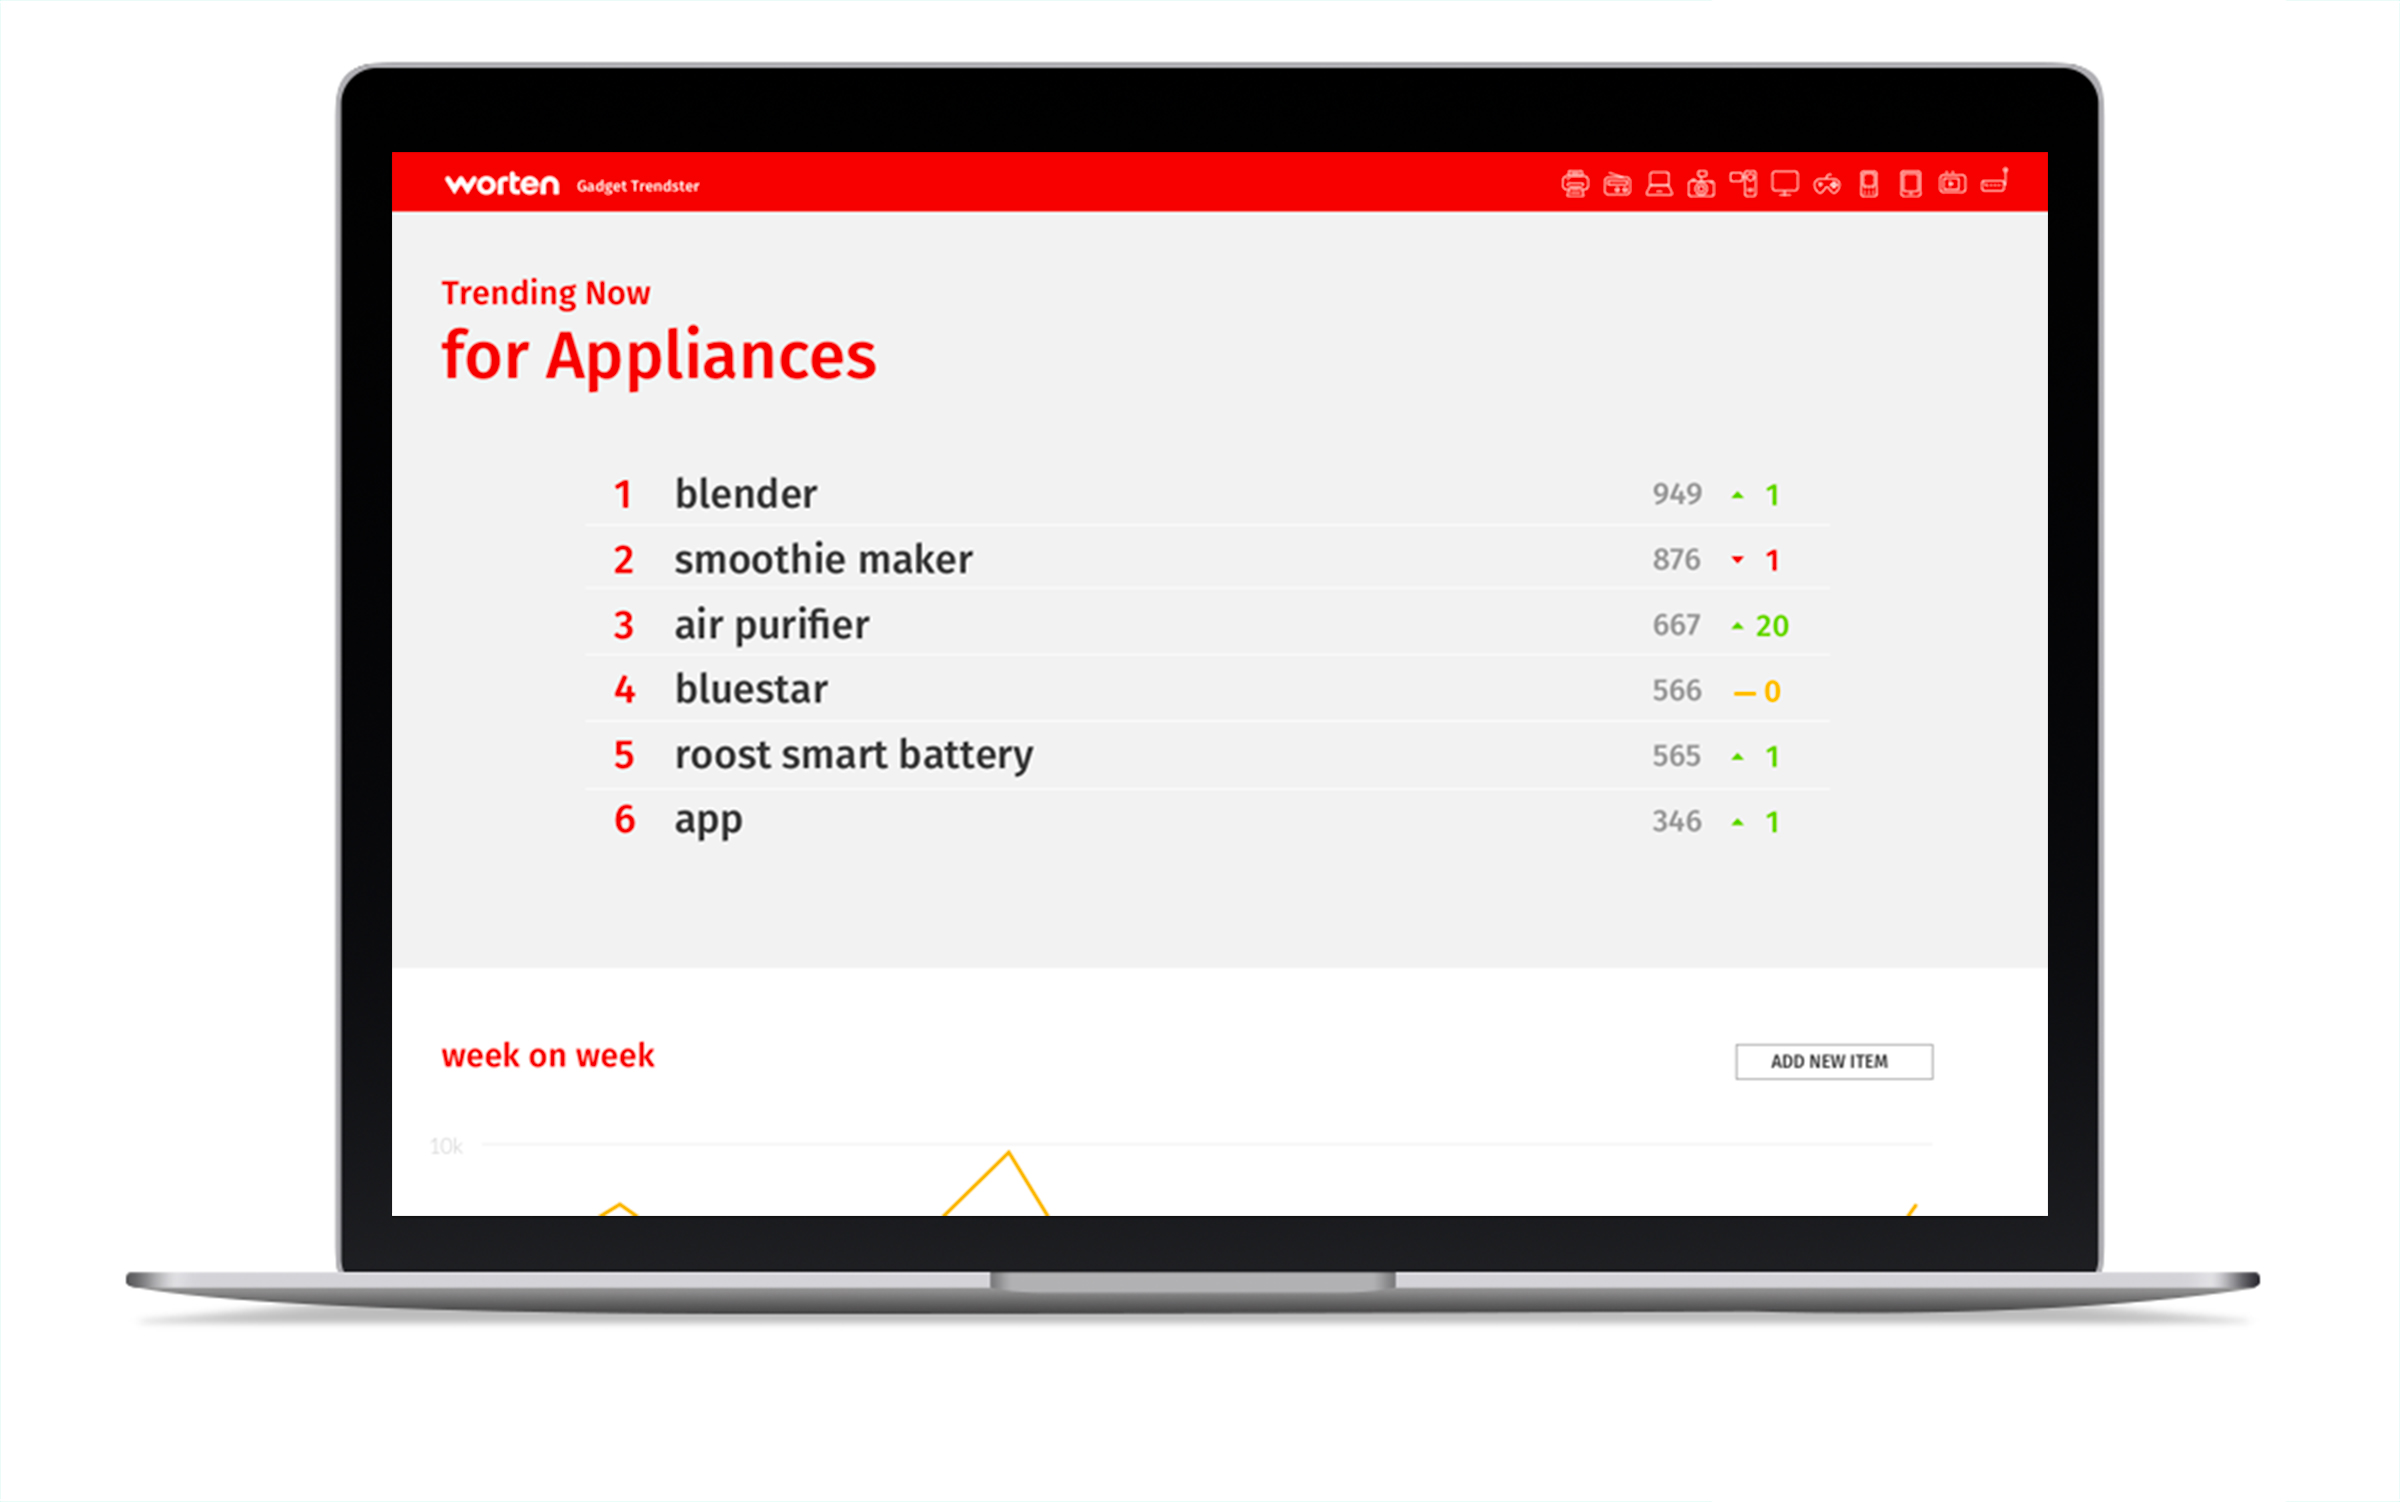 worten Gadget Trendster
Trending Now
for Appliances
1 blender 949 ▲ 1
2 smoothie maker 876 ▼ 1
3 air purifier 667 ▲ 20
4 bluestar 566 — 0
5 roost smart battery 565 ▲ 1
6 app 346 ▲ 1
week on week ADD NEW ITEM
10k